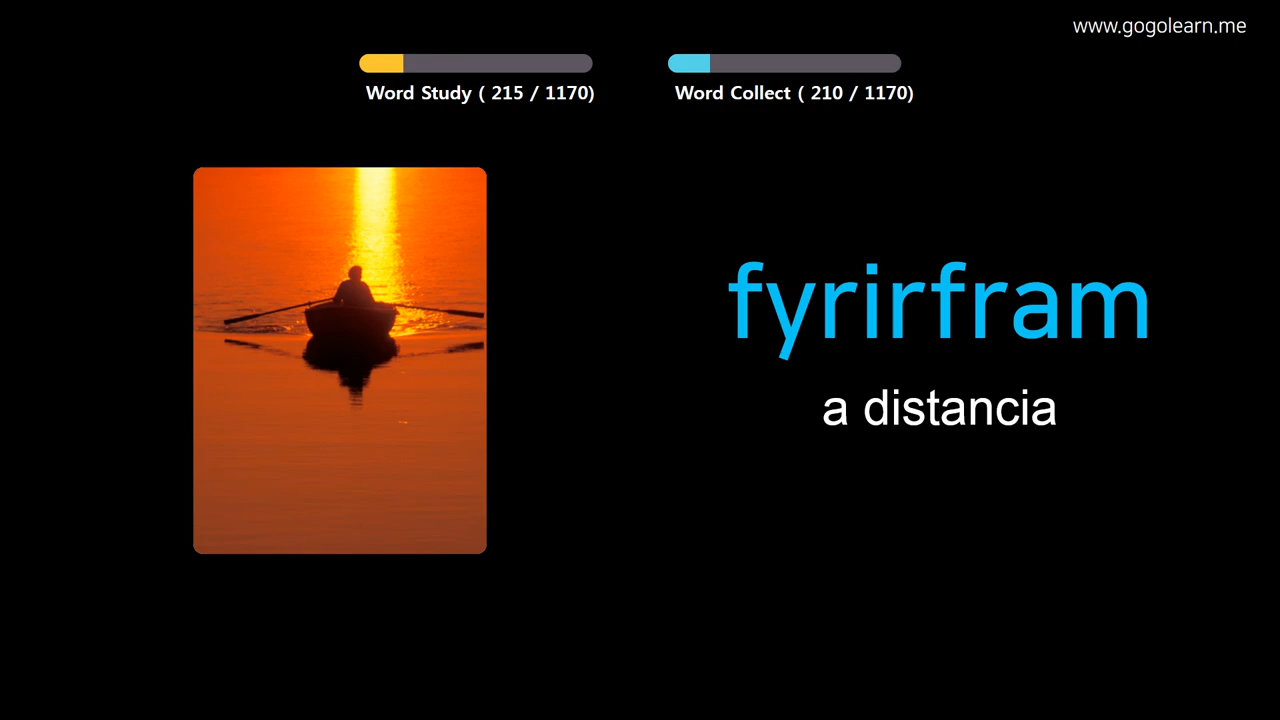 www.gogolearn.me
Word Study ( 215 / 1170)
Word Collect ( 210 / 1170)
fyrirfram
a distancia